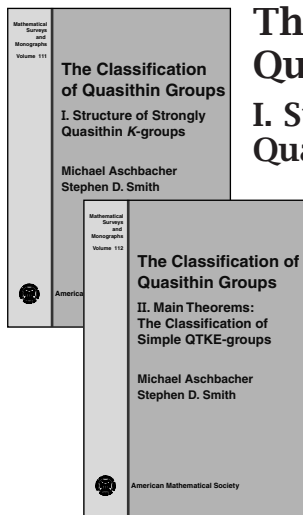 Mathematical
Surveys
and
Monographs
Volume 111
The Classification
of Quasithin Groups
I. Structure of Strongly
Quasithin K-groups
Michael Aschbacher
Stephen D. Smith
America
Th
Qu
I. S
Qua
Mathematical
Surveys
and
Monographs
Volume 112
The Classification of
Quasithin Groups
II. Main Theorems:
The Classification of
Simple QTKE-groups
Michael Aschbacher
Stephen D. Smith
American Mathematical Society